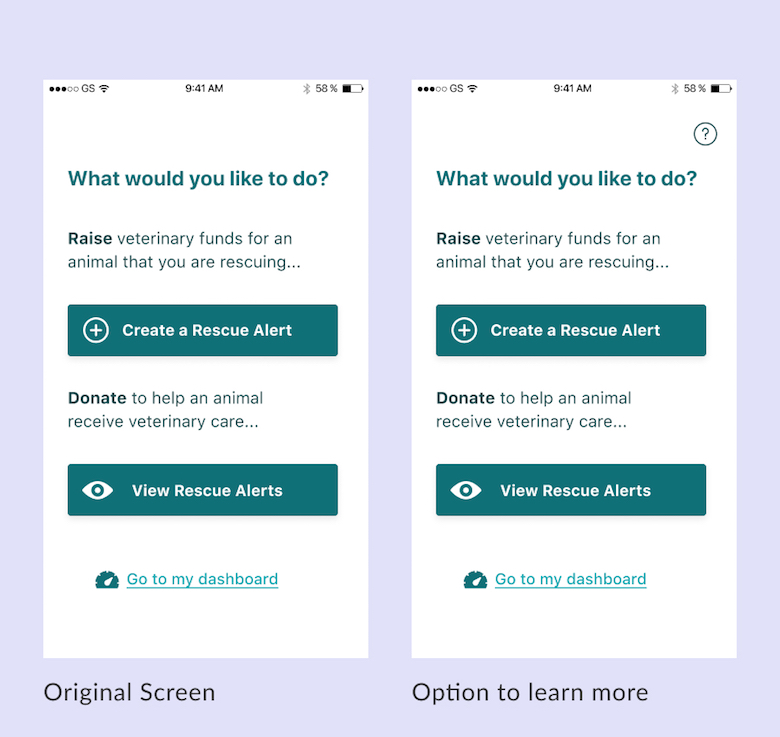 ●●●○○ GS 9:41 AM 58 %
What would you like to do?
Raise veterinary funds for an
animal that you are rescuing...
Create a Rescue Alert
Donate to help an animal
receive veterinary care...
View Rescue Alerts
Go to my dashboard
Original Screen
●●●○○ GS 9:41 AM 58 %
?
What would you like to do?
Raise veterinary funds for an
animal that you are rescuing...
Create a Rescue Alert
Donate to help an animal
receive veterinary care...
View Rescue Alerts
Go to my dashboard
Option to learn more